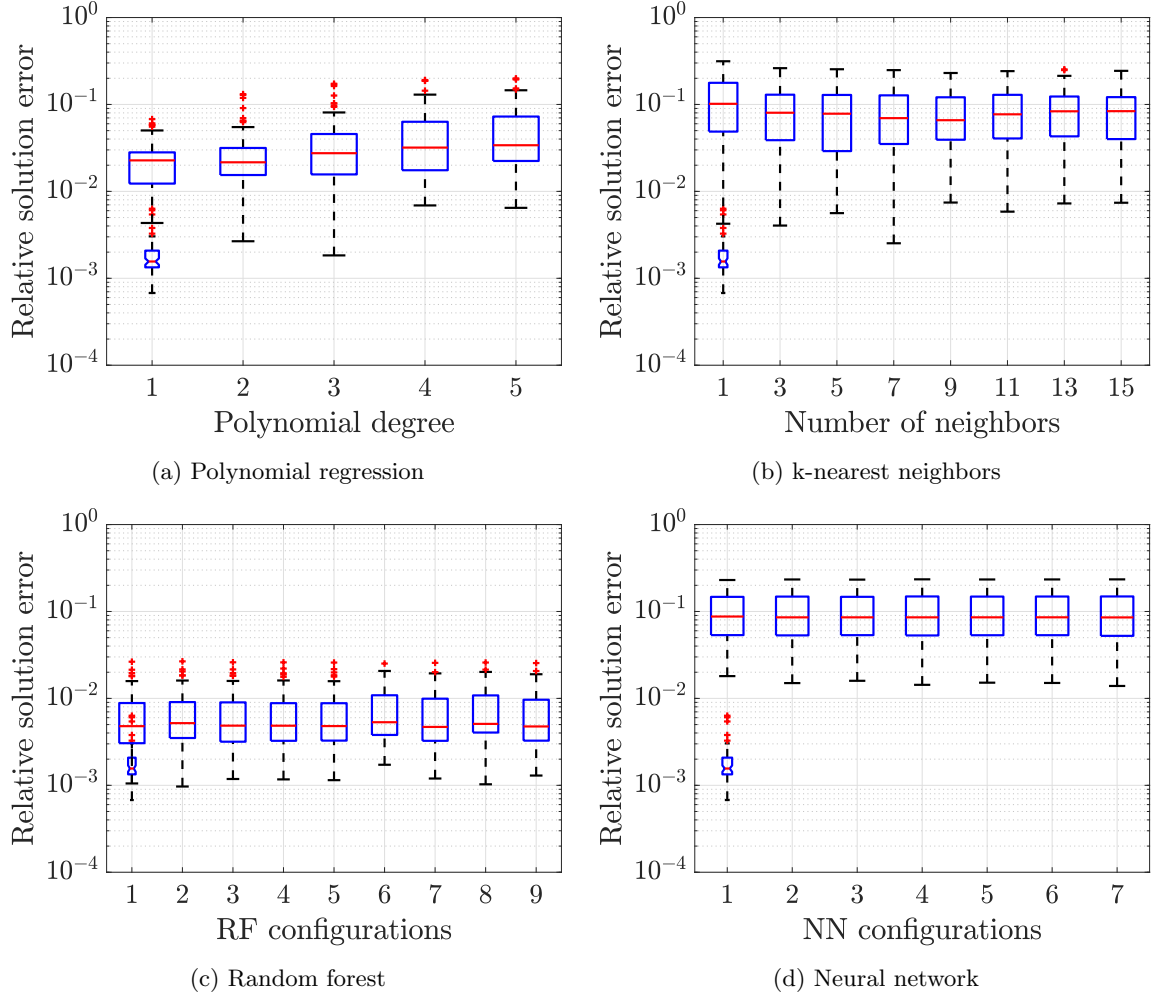 Relative solution error
10^0
10^-1
10^-2
10^-3
10^-4
1 2 3 4 5
Polynomial degree
(a) Polynomial regression
Relative solution error
10^0
10^-1
10^-2
10^-3
10^-4
1 3 5 7 9 11 13 15
Number of neighbors
(b) k-nearest neighbors
Relative solution error
10^0
10^-1
10^-2
10^-3
10^-4
1 2 3 4 5 6 7 8 9
RF configurations
(c) Random forest
Relative solution error
10^0
10^-1
10^-2
10^-3
10^-4
1 2 3 4 5 6 7
NN configurations
(d) Neural network